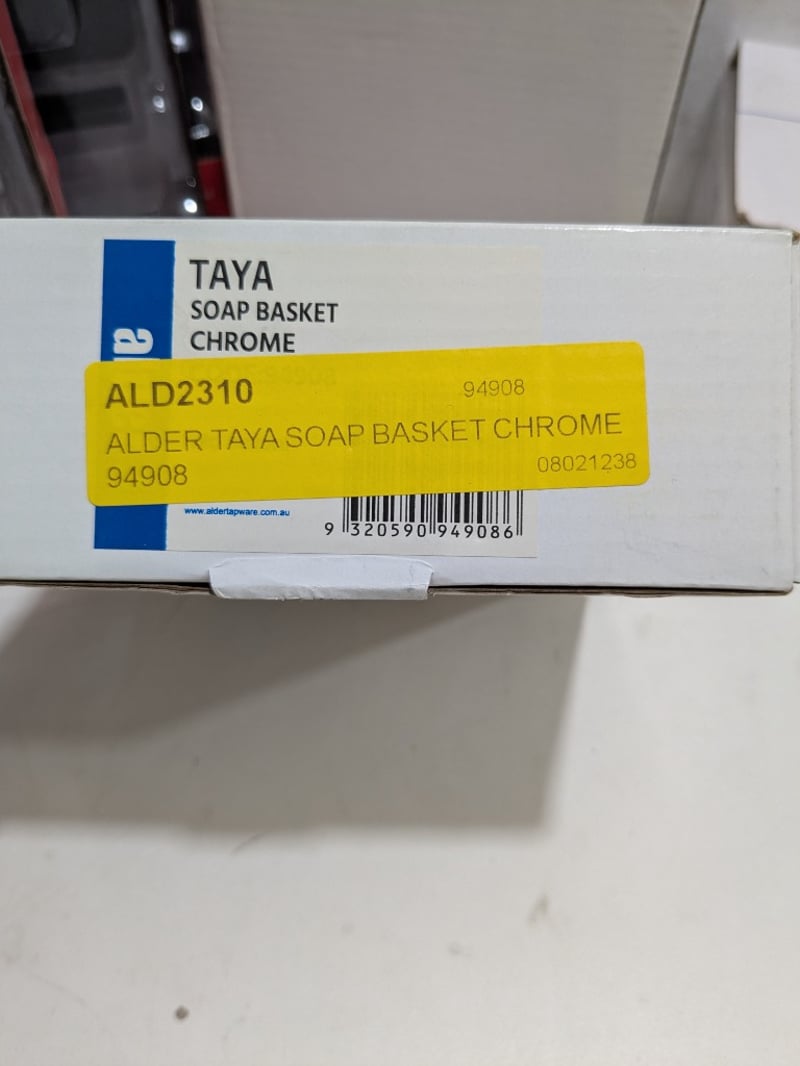 TAYA
SOAP BASKET
CHROME
ALD2310 94908
ALDER TAYA SOAP BASKET CHROME
94908 08021238
www.aldertapware.com.au
9 320590 949086